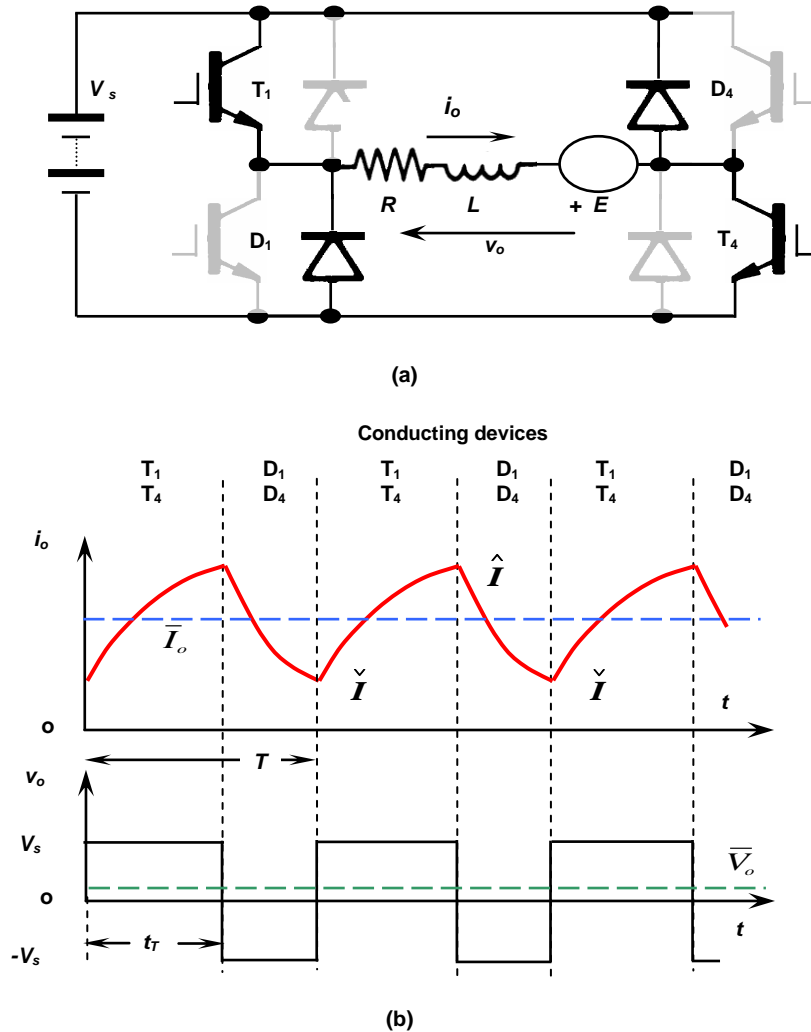 V s
T1
D4
io
R
L
+ E
D1
T4
vo
(a)
Conducting devices
T1 D1 T1 D1 T1 D1
T4 D4 T4 D4 T4 D4
io
Î
I̅o
Ǐ
Ǐ
t
o
T
vo
Vs
V̅o
o
t
tT
-Vs
(b)